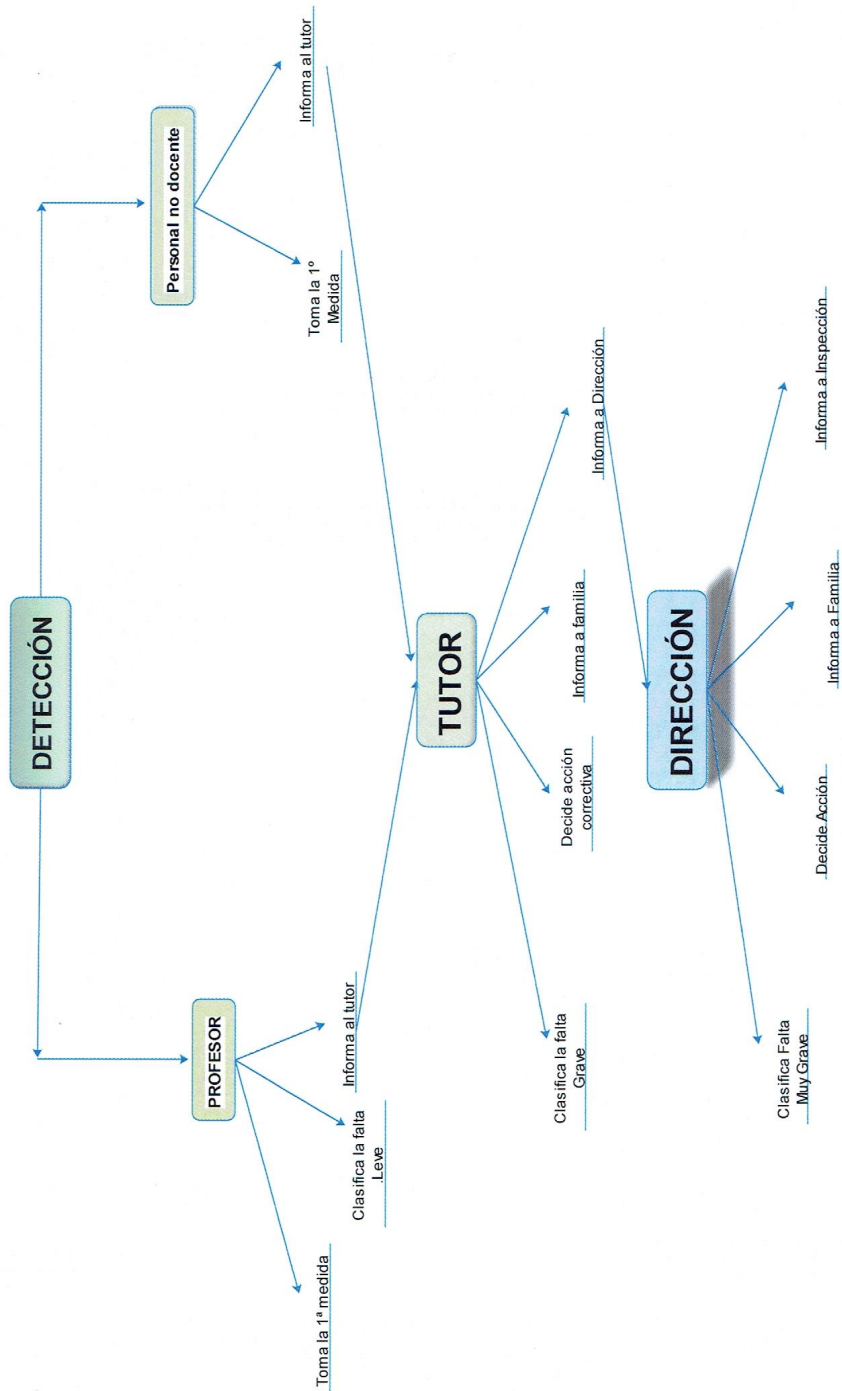 DETECCIÓN
PROFESOR
Personal no docente
Toma la 1ª medida
Clasifica la falta
.Leve
Informa al tutor
Toma la 1º
Medida
Informa al tutor
TUTOR
Clasifica la falta
Grave
Decide acción
correctiva
Informa a familia
Informa a Dirección
DIRECCIÓN
Clasifica Falta
Muy Grave
Decide Acción
Informa a Familia
Informa a Inspección